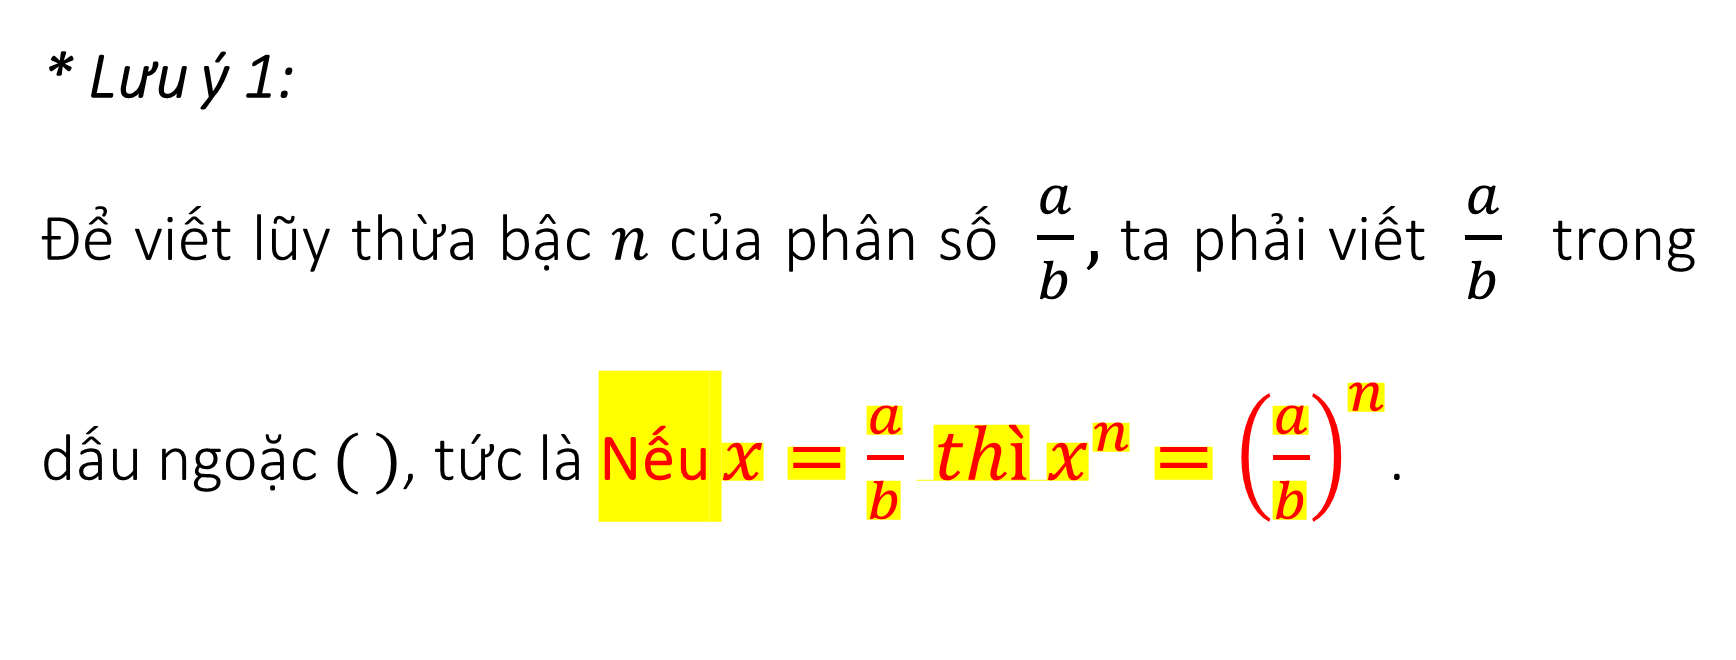 * Lưu ý 1:
Để viết lũy thừa bậc n của phân số a/b, ta phải viết a/b trong
dấu ngoặc ( ), tức là Nếu x = a/b thì xⁿ = (a/b)ⁿ.